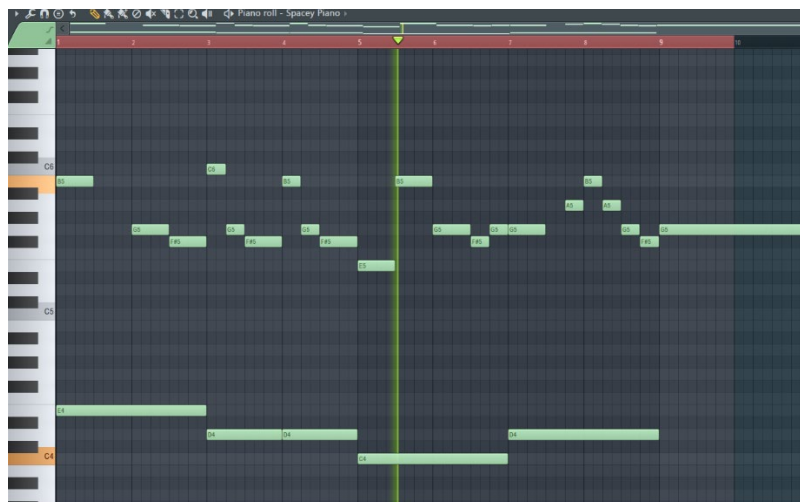 Piano roll - Spacey Piano ›
1 2 3 4 5 6 7 8 9 10
C6
C6
B5 B5 B5 B5
A5 A5
G5 G5 G5 G5 G5 G5 G5 G5
F#5 F#5 F#5 F#5 F#5
E5
C5
E4
D4 D4 D4
C4
C4